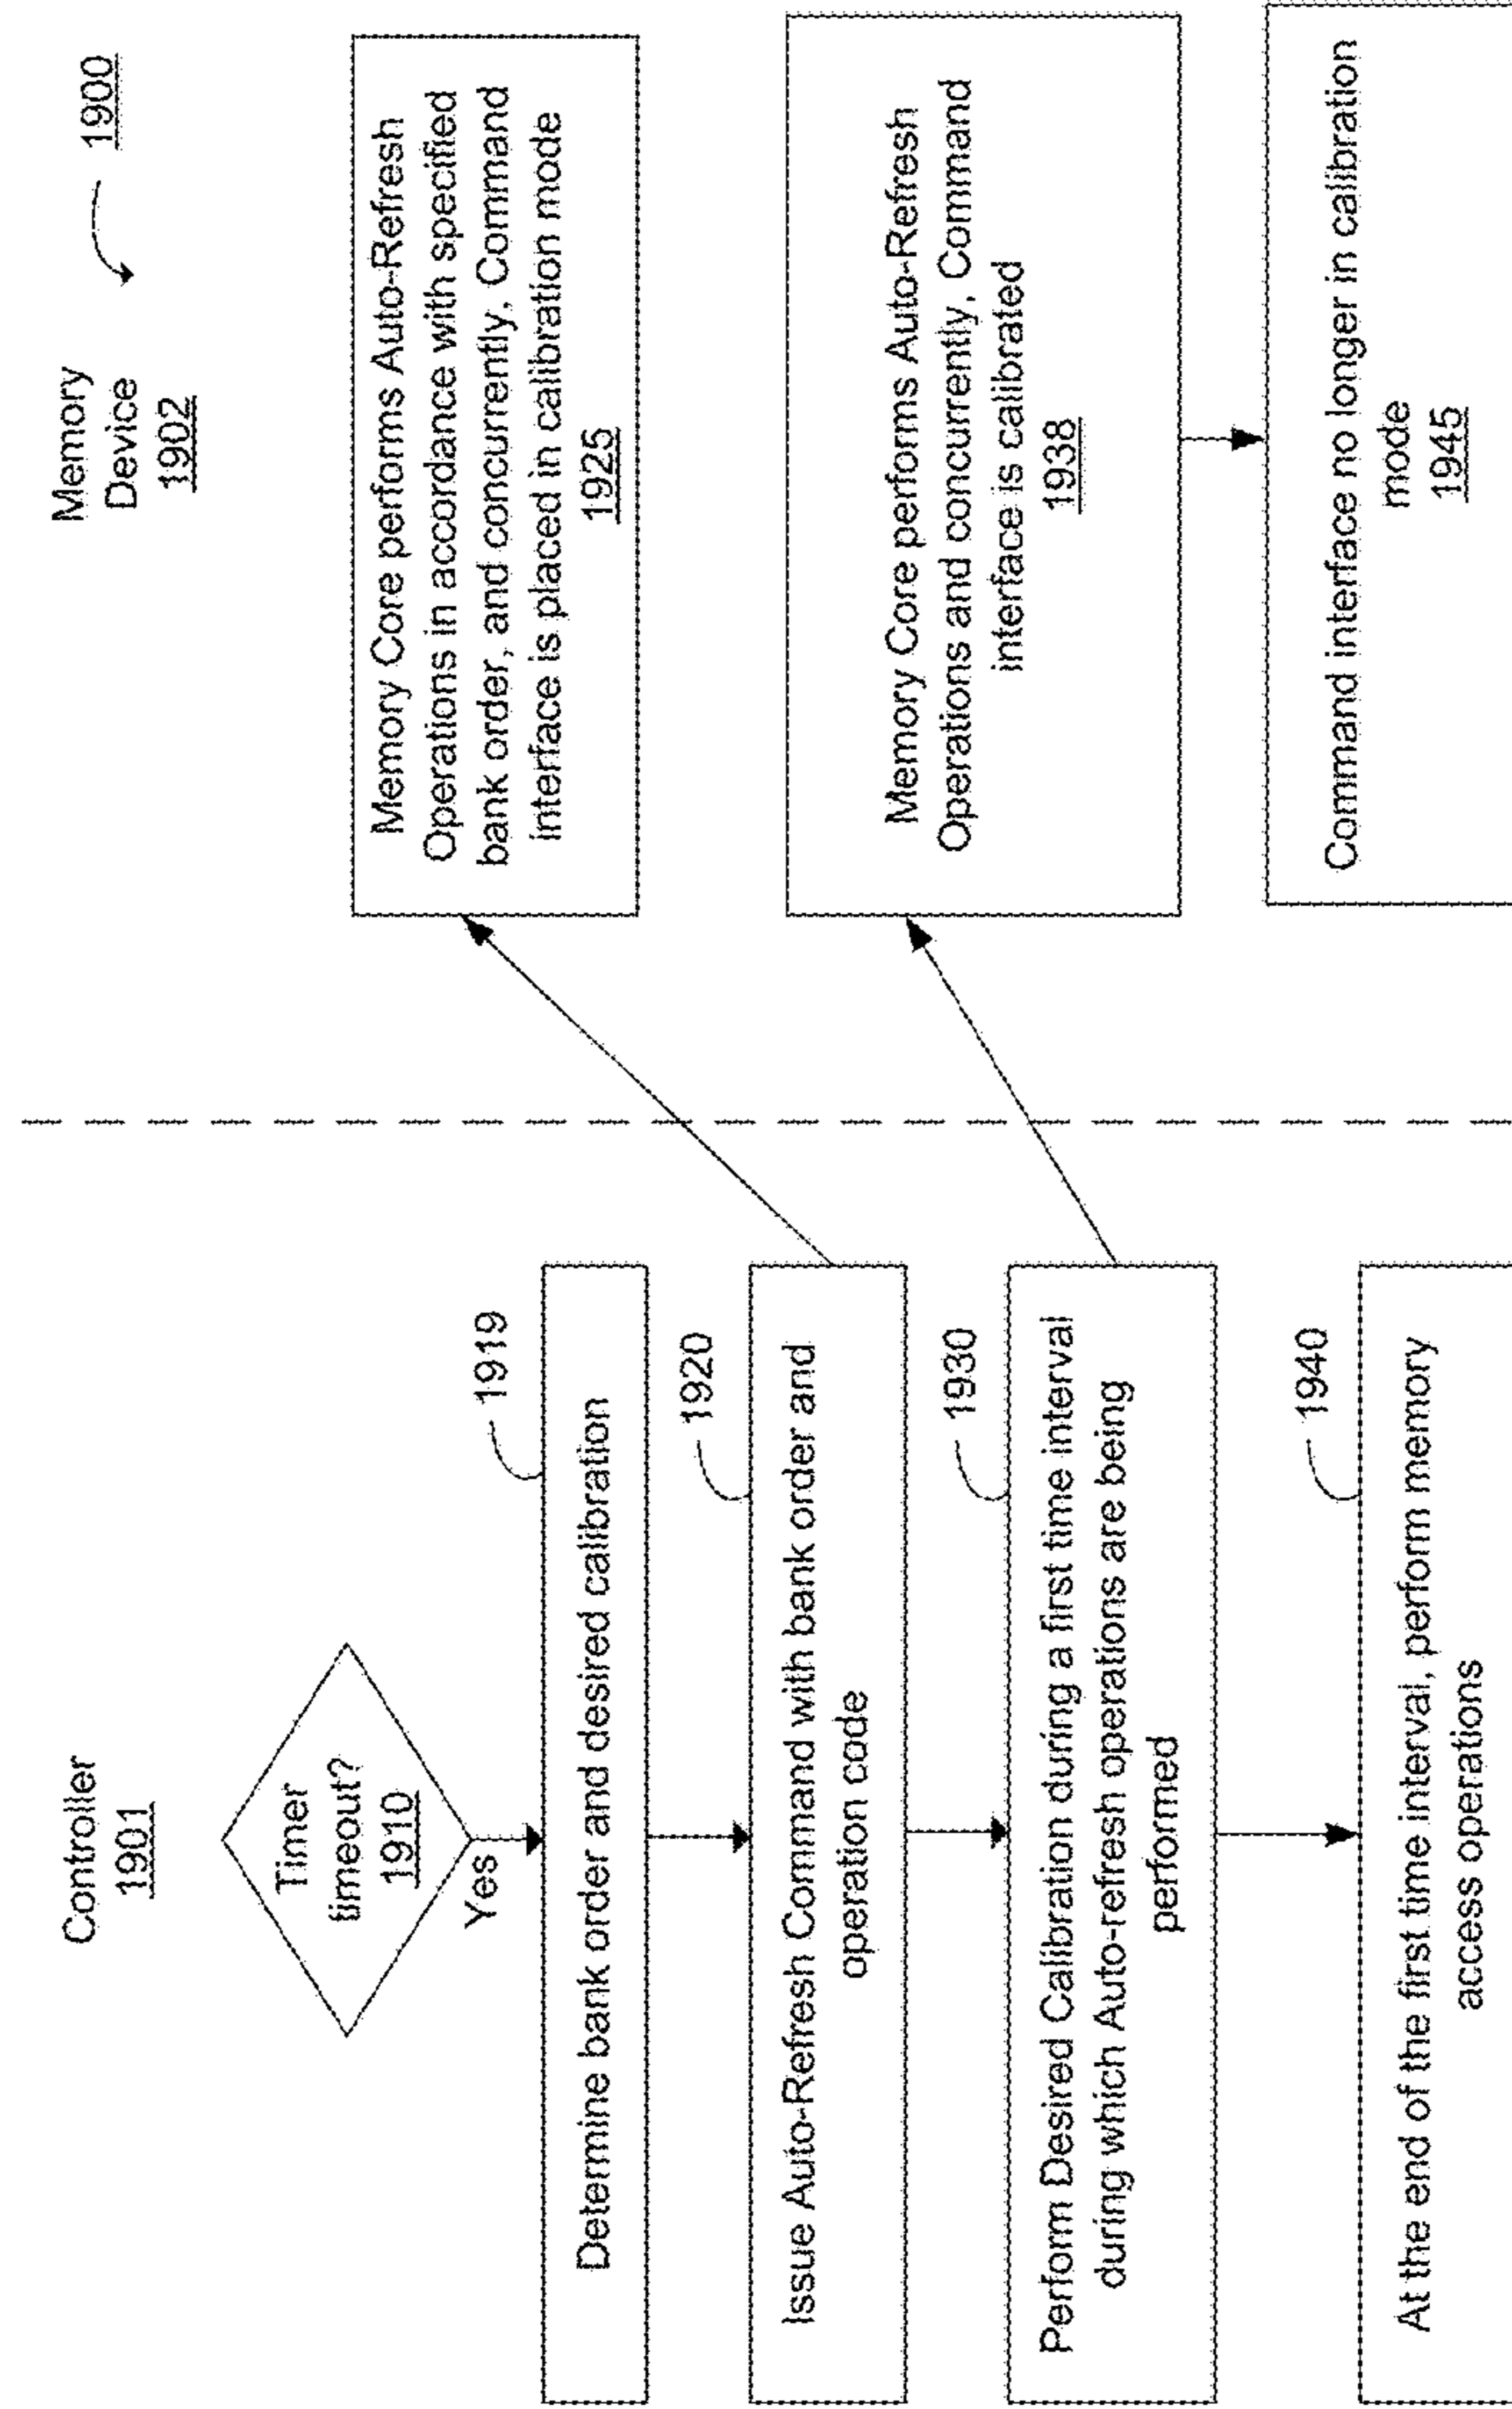 Controller
1901
Memory
Device
1902
1900
Timer
timeout?
1910
Yes
1919
Determine bank order and desired calibration
1920
Issue Auto-Refresh Command with bank order and
operation code
Memory Core performs Auto-Refresh
Operations in accordance with specified
bank order, and concurrently, Command
interface is placed in calibration mode
1925
1930
Perform Desired Calibration during a first time interval
during which Auto-refresh operations are being
performed
Memory Core performs Auto-Refresh
Operations and concurrently, Command
interface is calibrated
1938
1940
At the end of the first time interval, perform memory
access operations
Command interface no longer in calibration
mode
1945